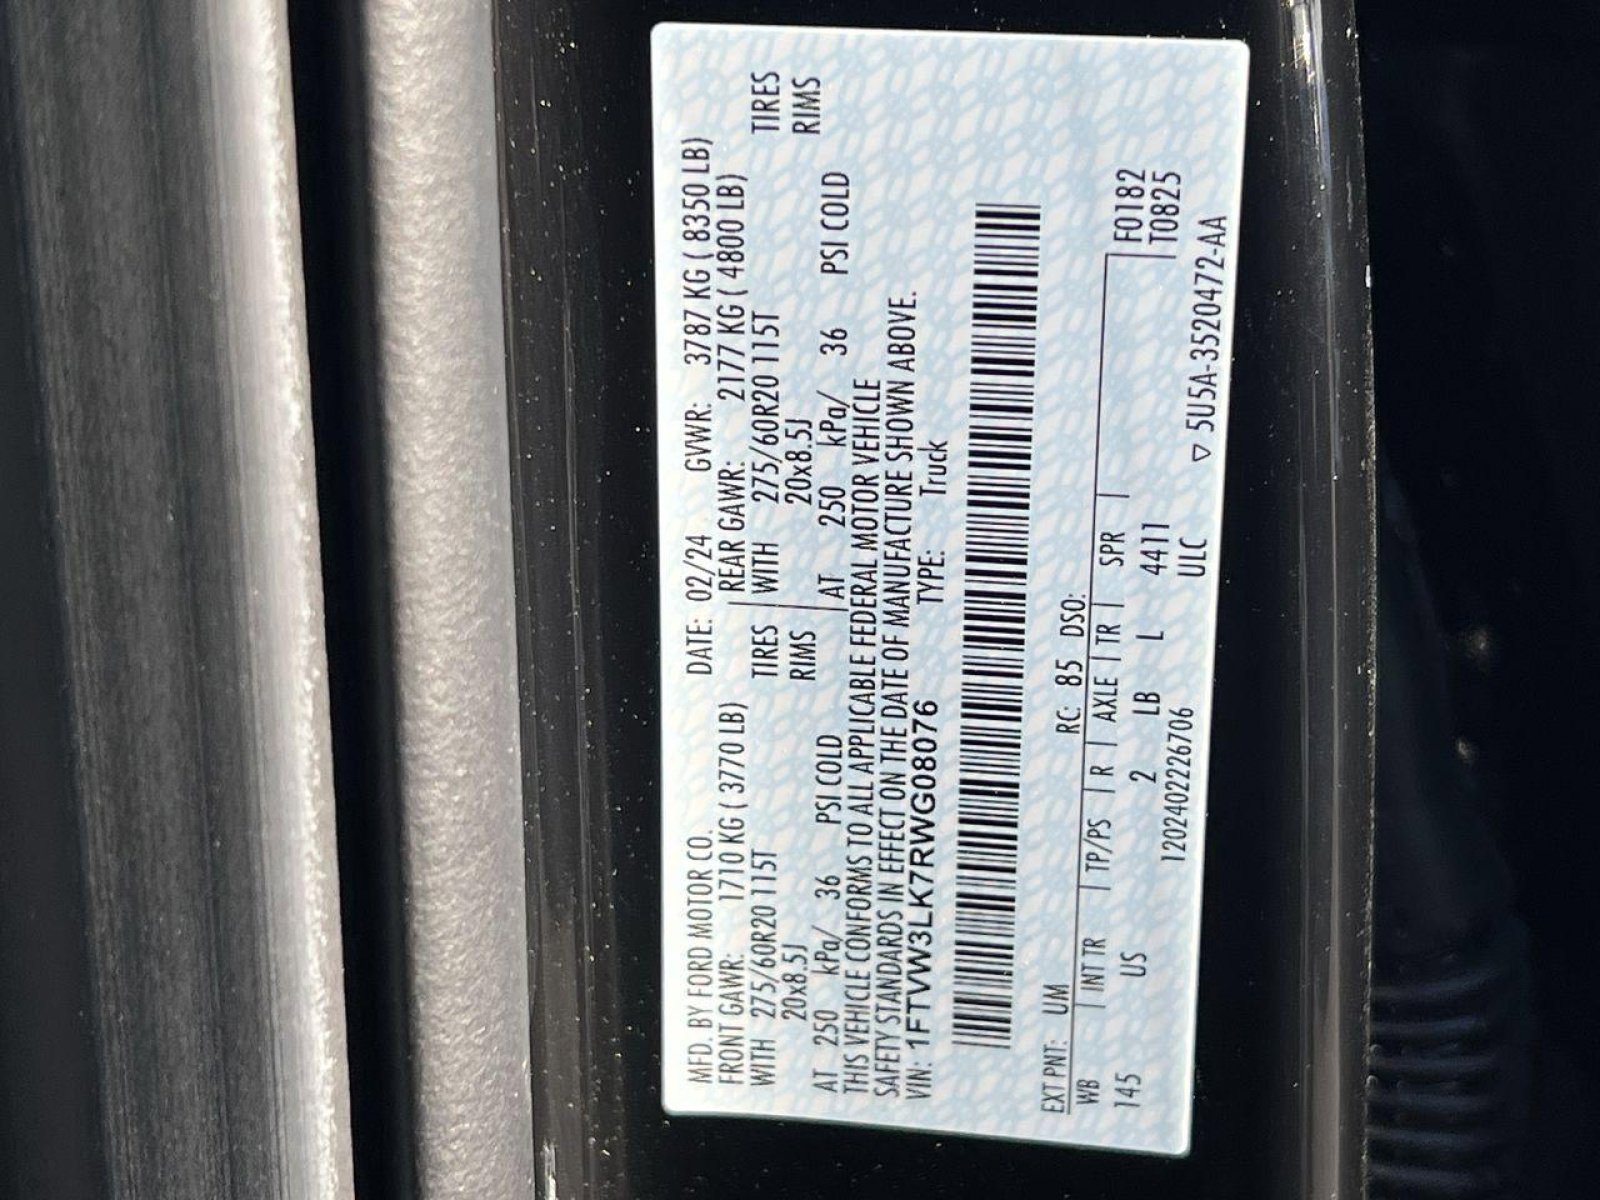 MFD. BY FORD MOTOR CO. DATE: 02/24 GVWR: 3787 KG ( 8350 LB)
FRONT GAWR: 1710 KG ( 3770 LB) REAR GAWR: 2177 KG ( 4800 LB)
WITH 275/60R20 115T TIRES WITH 275/60R20 115T TIRES
20x8.5J RIMS 20x8.5J RIMS
AT 250 kPa/ 36 PSI COLD AT 250 kPa/ 36 PSI COLD
THIS VEHICLE CONFORMS TO ALL APPLICABLE FEDERAL MOTOR VEHICLE
SAFETY STANDARDS IN EFFECT ON THE DATE OF MANUFACTURE SHOWN ABOVE.
VIN: 1FTVW3LK7RWG08076 TYPE: Truck
EXT PNT: UM RC: 85 DSO:
WB INT TR TP/PS R AXLE TR SPR F0182
145 US 2 LB L 4411 T0825
12024022226706 ULC
▽ 5U5A-3520472-AA